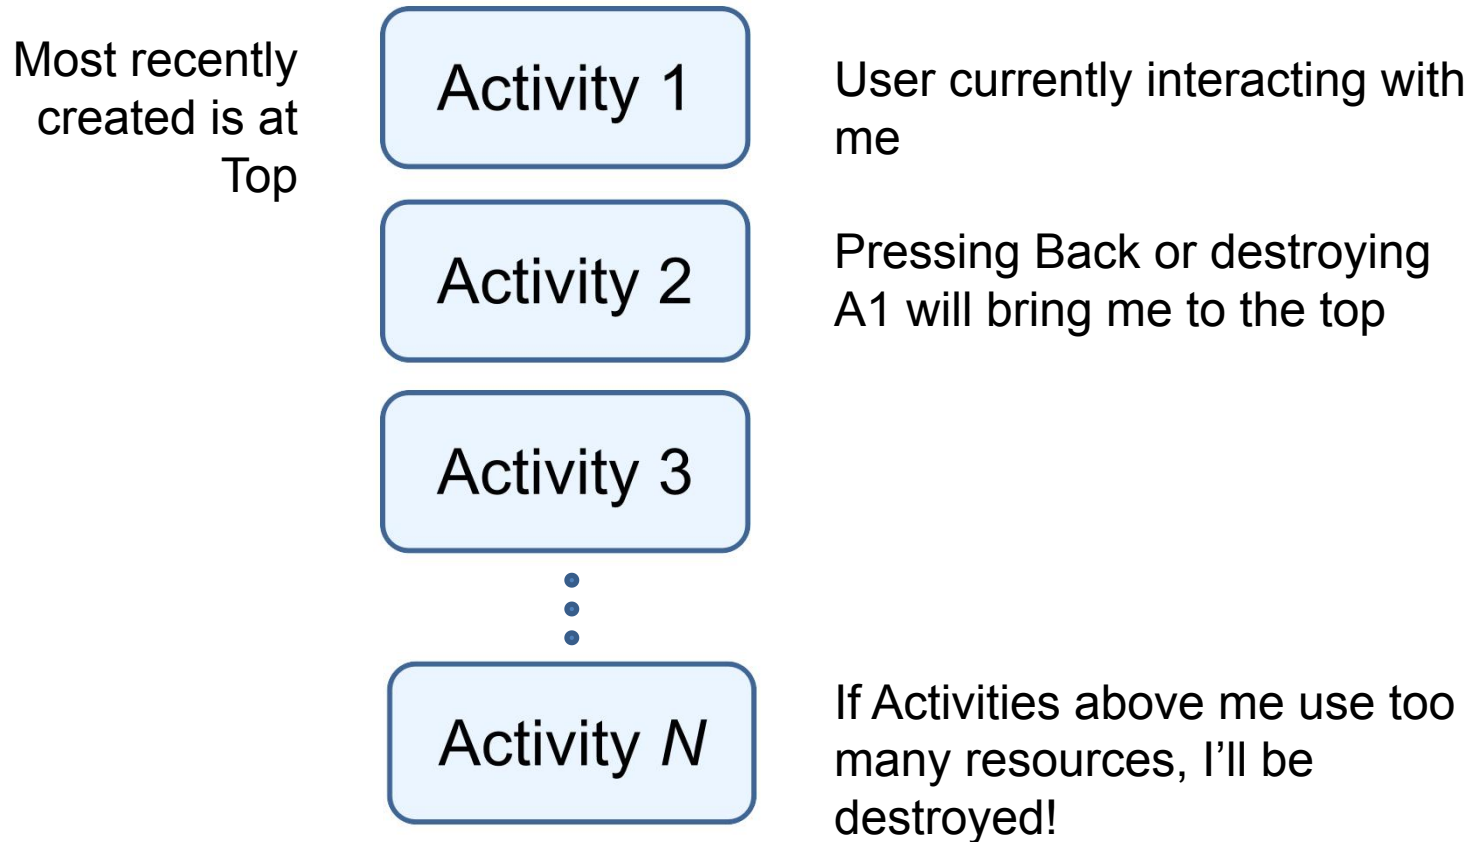 Most recently
created is at
Top
Activity 1
User currently interacting with
me
Activity 2
Pressing Back or destroying
A1 will bring me to the top
Activity 3
Activity N
If Activities above me use too
many resources, I’ll be
destroyed!